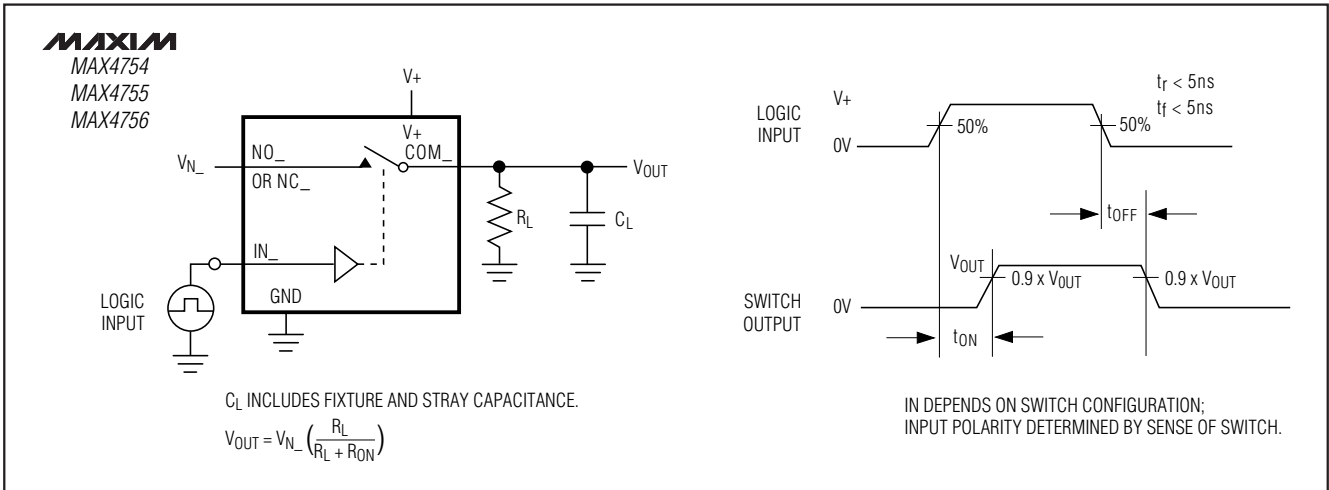 MAXIM
MAX4754
MAX4755
MAX4756
V+
V+
NO_
COM_
VN_
OR NC_
VOUT
RL
CL
IN_
LOGIC
INPUT
GND
CL INCLUDES FIXTURE AND STRAY CAPACITANCE.
VOUT = VN_ (RL / RL + RON)
tr < 5ns
tf < 5ns
LOGIC
INPUT
V+
0V
50%
50%
tOFF
SWITCH
OUTPUT
VOUT
0V
0.9 x V0UT
0.9 x V0UT
tON
IN DEPENDS ON SWITCH CONFIGURATION;
INPUT POLARITY DETERMINED BY SENSE OF SWITCH.